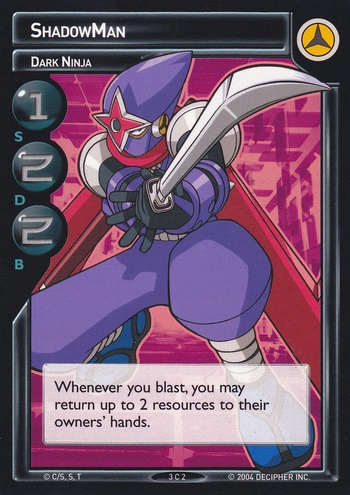 ShadowMan
Dark Ninja
1
S
2
D
2
B
Whenever you blast, you may
return up to 2 resources to their
owners' hands.
© C/S, S, T
3 C 2
© 2004 DECIPHER INC.